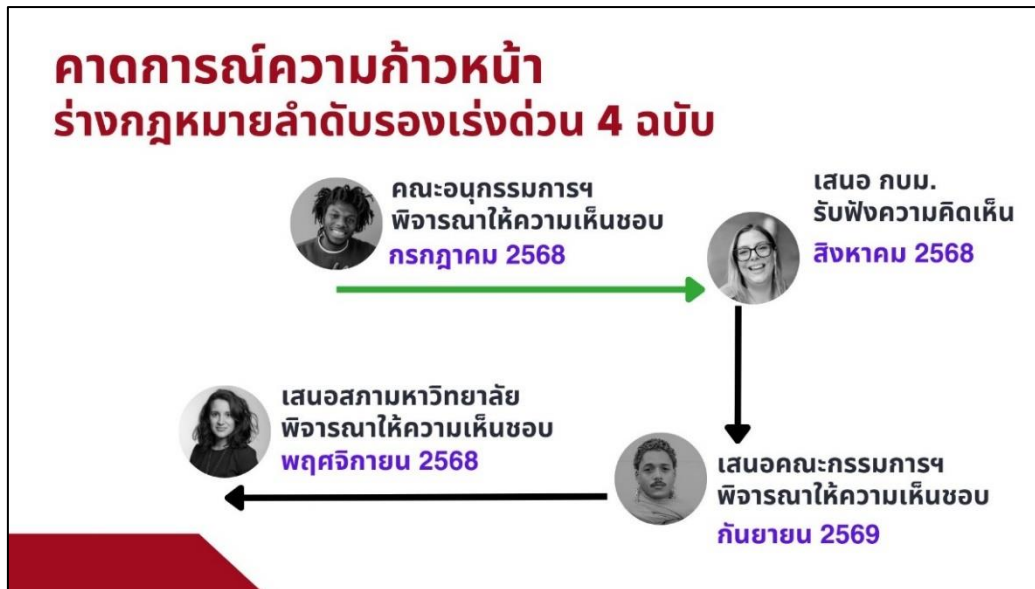 คาดการณ์ความก้าวหน้า
ร่างกฎหมายลำดับรองเร่งด่วน 4 ฉบับ
คณะอนุกรรมการฯ
พิจารณาให้ความเห็นชอบ
กรกฎาคม 2568
เสนอ กบม.
รับฟังความคิดเห็น
สิงหาคม 2568
เสนอคณะกรรมการฯ
พิจารณาให้ความเห็นชอบ
กันยายน 2569
เสนอสภามหาวิทยาลัย
พิจารณาให้ความเห็นชอบ
พฤศจิกายน 2568